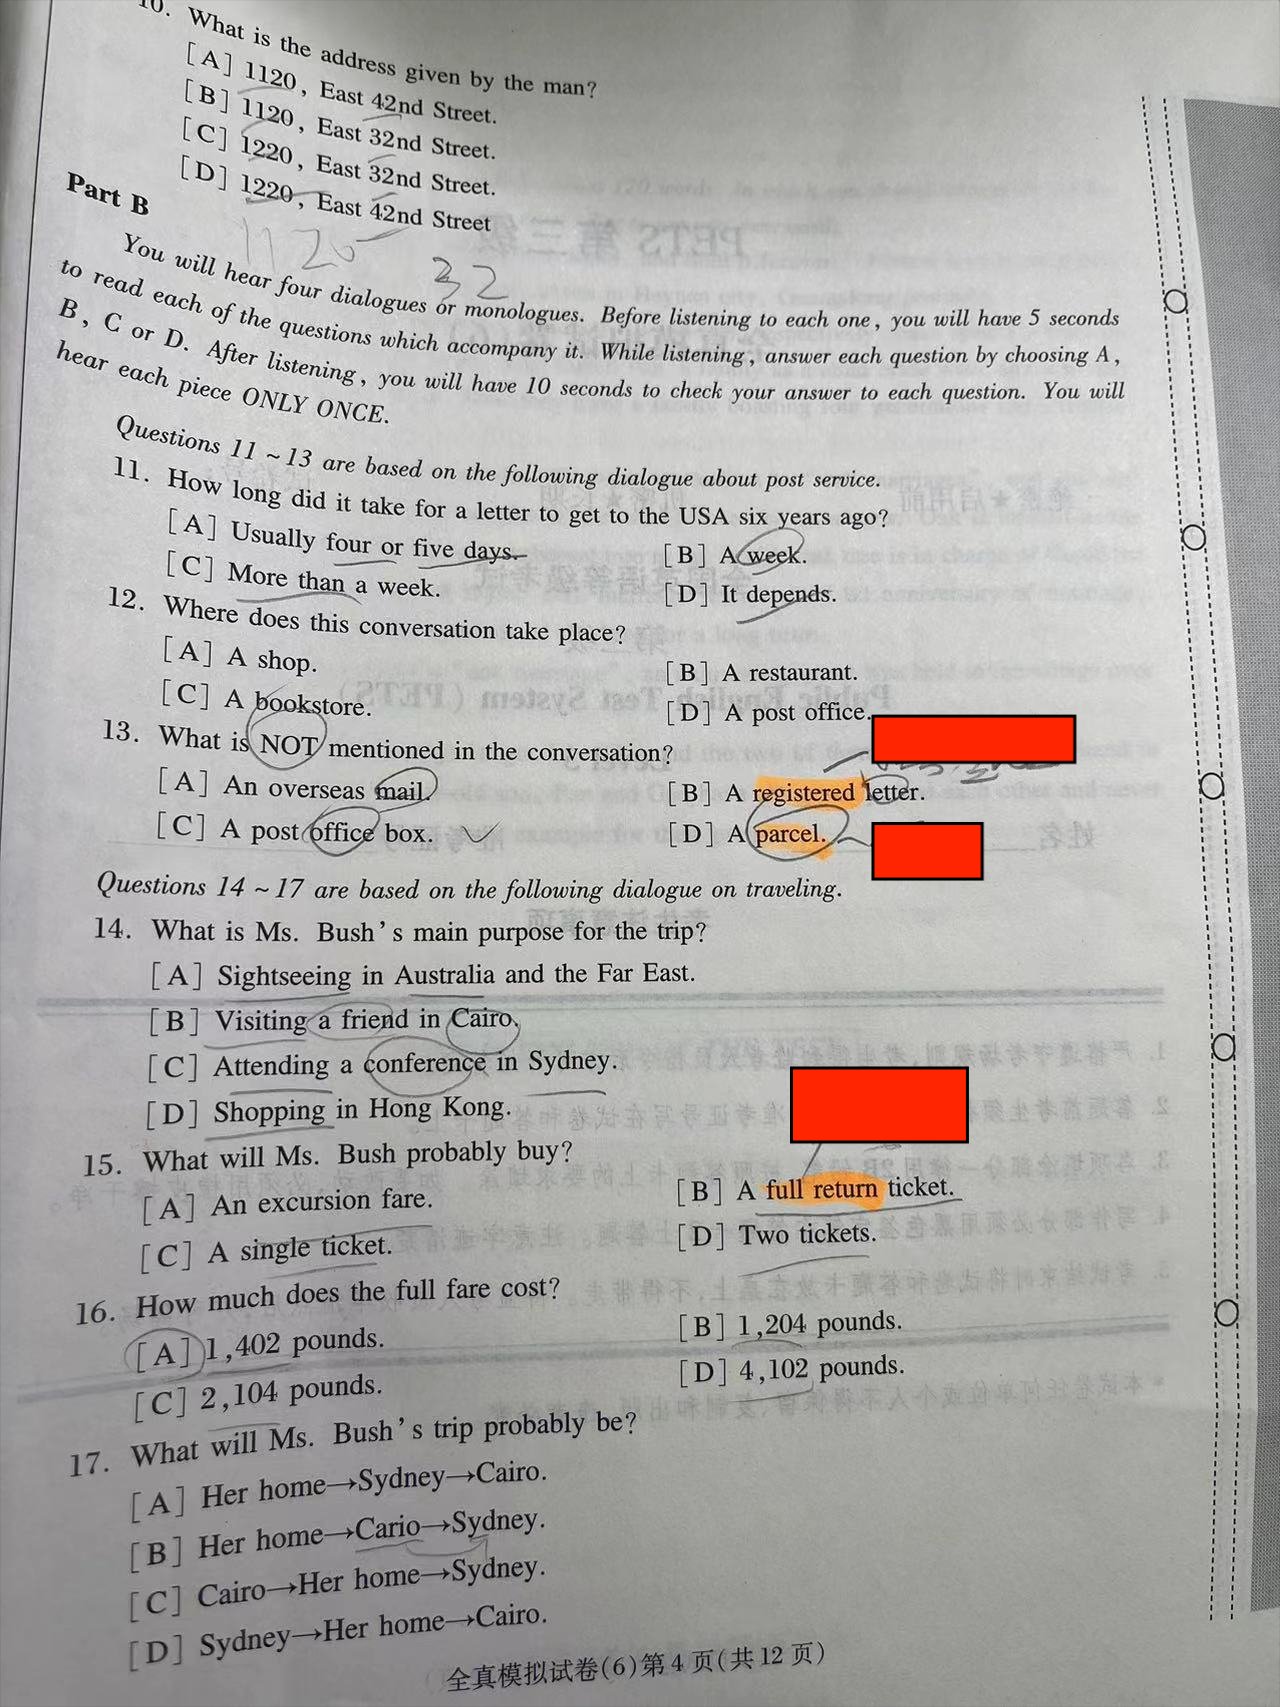 10. What is the address given by the man?
[A] 1120, East 42nd Street.
[B] 1120, East 32nd Street.
[C] 1220, East 32nd Street.
[D] 1220, East 42nd Street
Part B
1120
32
You will hear four dialogues or monologues. Before listening to each one, you will have 5 seconds
to read each of the questions which accompany it. While listening, answer each question by choosing A,
B, C or D. After listening, you will have 10 seconds to check your answer to each question. You will
hear each piece ONLY ONCE.
Questions 11~13 are based on the following dialogue about post service.
11. How long did it take for a letter to get to the USA six years ago?
[A] Usually four or five days.
[B] A week.
[C] More than a week.
[D] It depends.
12. Where does this conversation take place?
[A] A shop.
[B] A restaurant.
[C] A bookstore.
[D] A post office.
13. What is NOT mentioned in the conversation?
[A] An overseas mail.
[B] A registered letter.
[C] A post office box.
[D] A parcel.
Questions 14~17 are based on the following dialogue on traveling.
14. What is Ms. Bush's main purpose for the trip?
[A] Sightseeing in Australia and the Far East.
[B] Visiting a friend in Cairo.
[C] Attending a conference in Sydney.
[D] Shopping in Hong Kong.
15. What will Ms. Bush probably buy?
[A] An excursion fare.
[B] A full return ticket.
[C] A single ticket.
[D] Two tickets.
16. How much does the full fare cost?
[A] 1,402 pounds.
[B] 1,204 pounds.
[C] 2,104 pounds.
[D] 4,102 pounds.
17. What will Ms. Bush's trip probably be?
[A] Her home→Sydney→Cairo.
[B] Her home→Cario→Sydney.
[C] Cairo→Her home→Sydney.
[D] Sydney→Her home→Cairo.
全真模拟试卷(6)第4页(共12页)